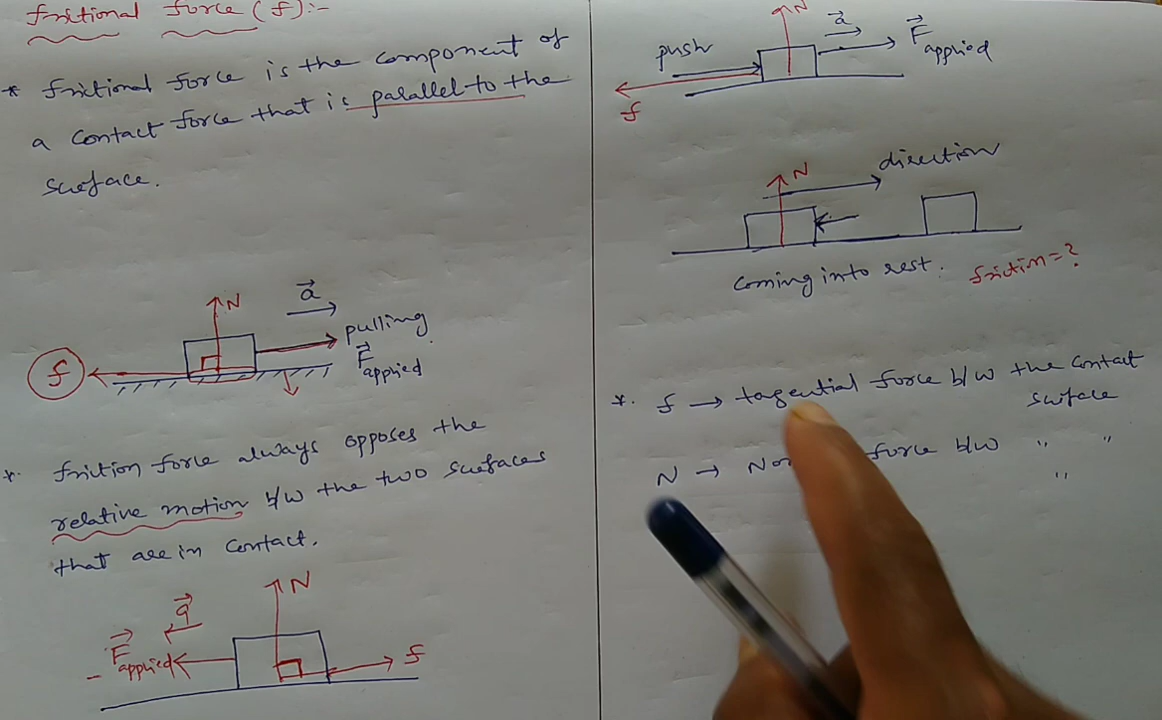 frictional force (f):-
* frictional force is the component of
a contact force that is parallel to the
surface.
N
a
pulling
F applied
f
* friction force always opposes the
relative motion b/w the two surfaces
that are in contact.
N
a
F applied
f
N
a
F applied
push
f
N
direction
coming into rest. friction = ?
*. f → tagential force b/w the contact
surface
N → force b/w " "
"